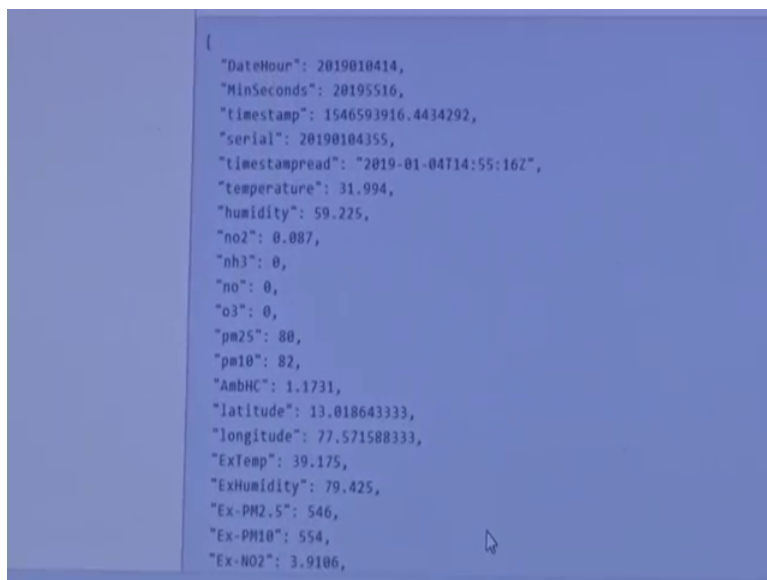 {
"DateHour": 2019010414,
"MinSeconds": 20195516,
"timestamp": 1546593916.4434292,
"serial": 20190104355,
"timestampread": "2019-01-04T14:55:16Z",
"temperature": 31.994,
"humidity": 59.225,
"no2": 0.087,
"nh3": 0,
"no": 0,
"o3": 0,
"pm25": 80,
"pm10": 82,
"AmbHC": 1.1731,
"latitude": 13.018643333,
"longitude": 77.571588333,
"ExTemp": 39.175,
"ExHumidity": 79.425,
"Ex-PM2.5": 546,
"Ex-PM10": 554,
"Ex-NO2": 3.9106,